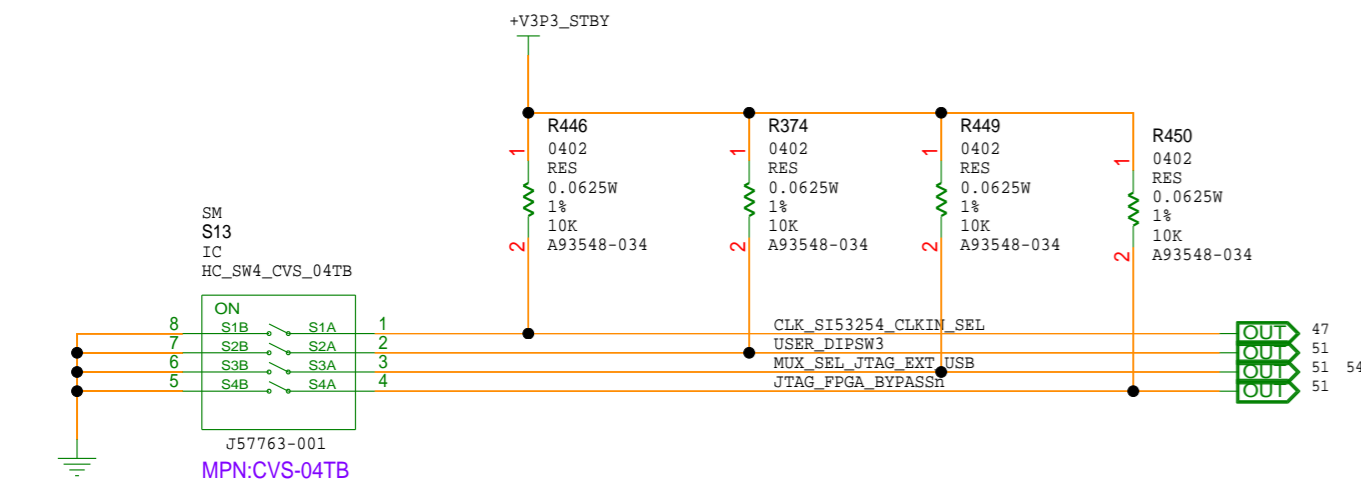 +V3P3_STBY
R446
0402
RES
0.0625W
1%
10K
A93548-034
1
2
R374
0402
RES
0.0625W
1%
10K
A93548-034
1
2
R449
0402
RES
0.0625W
1%
10K
A93548-034
1
2
R450
0402
RES
0.0625W
1%
10K
A93548-034
1
2
SM
S13
IC
HC_SW4_CVS_04TB
ON
8 S1B S1A 1 CLK_SI53254_CLKIN_SEL OUT 47
7 S2B S2A 2 USER_DIPSW3 OUT 51
6 S3B S3A 3 MUX_SEL_JTAG_EXT_USB OUT 51 54
5 S4B S4A 4 JTAG_FPGA_BYPASSn OUT 51
J57763-001
MPN:CVS-04TB